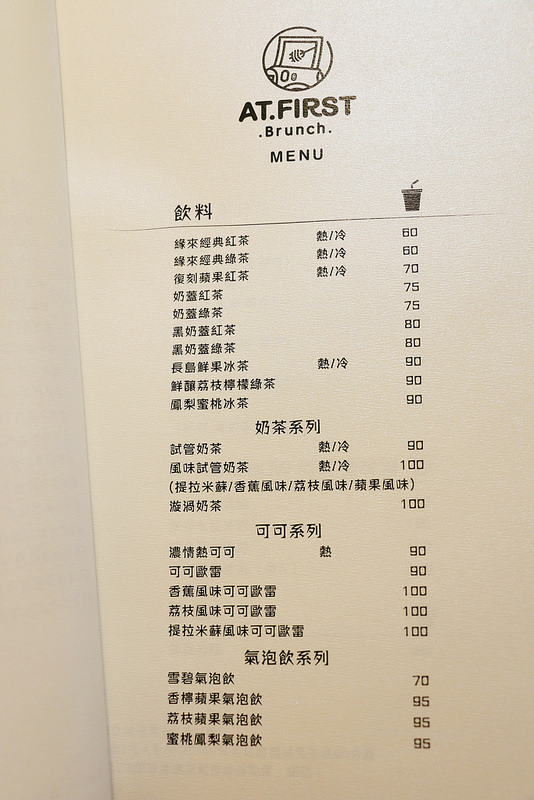 AT.FIRST
.Brunch.
MENU
飲料
緣來經典紅茶 熱/冷 60
緣來經典綠茶 熱/冷 60
復刻蘋果紅茶 熱/冷 70
奶蓋紅茶 75
奶蓋綠茶 75
黑奶蓋紅茶 80
黑奶蓋綠茶 80
長島鮮果冰茶 熱/冷 90
鮮釀荔枝檸檬綠茶 90
鳳梨蜜桃冰茶 90
奶茶系列
試管奶茶 熱/冷 90
風味試管奶茶 熱/冷 100
(提拉米蘇/香蕉風味/荔枝風味/蘋果風味)
漩渦奶茶 100
可可系列
濃情熱可可 熱 90
可可歐雷 90
香蕉風味可可歐雷 100
荔枝風味可可歐雷 100
提拉米蘇風味可可歐雷 100
氣泡飲系列
雪碧氣泡飲 70
香檸蘋果氣泡飲 95
荔枝蘋果氣泡飲 95
蜜桃鳳梨氣泡飲 95